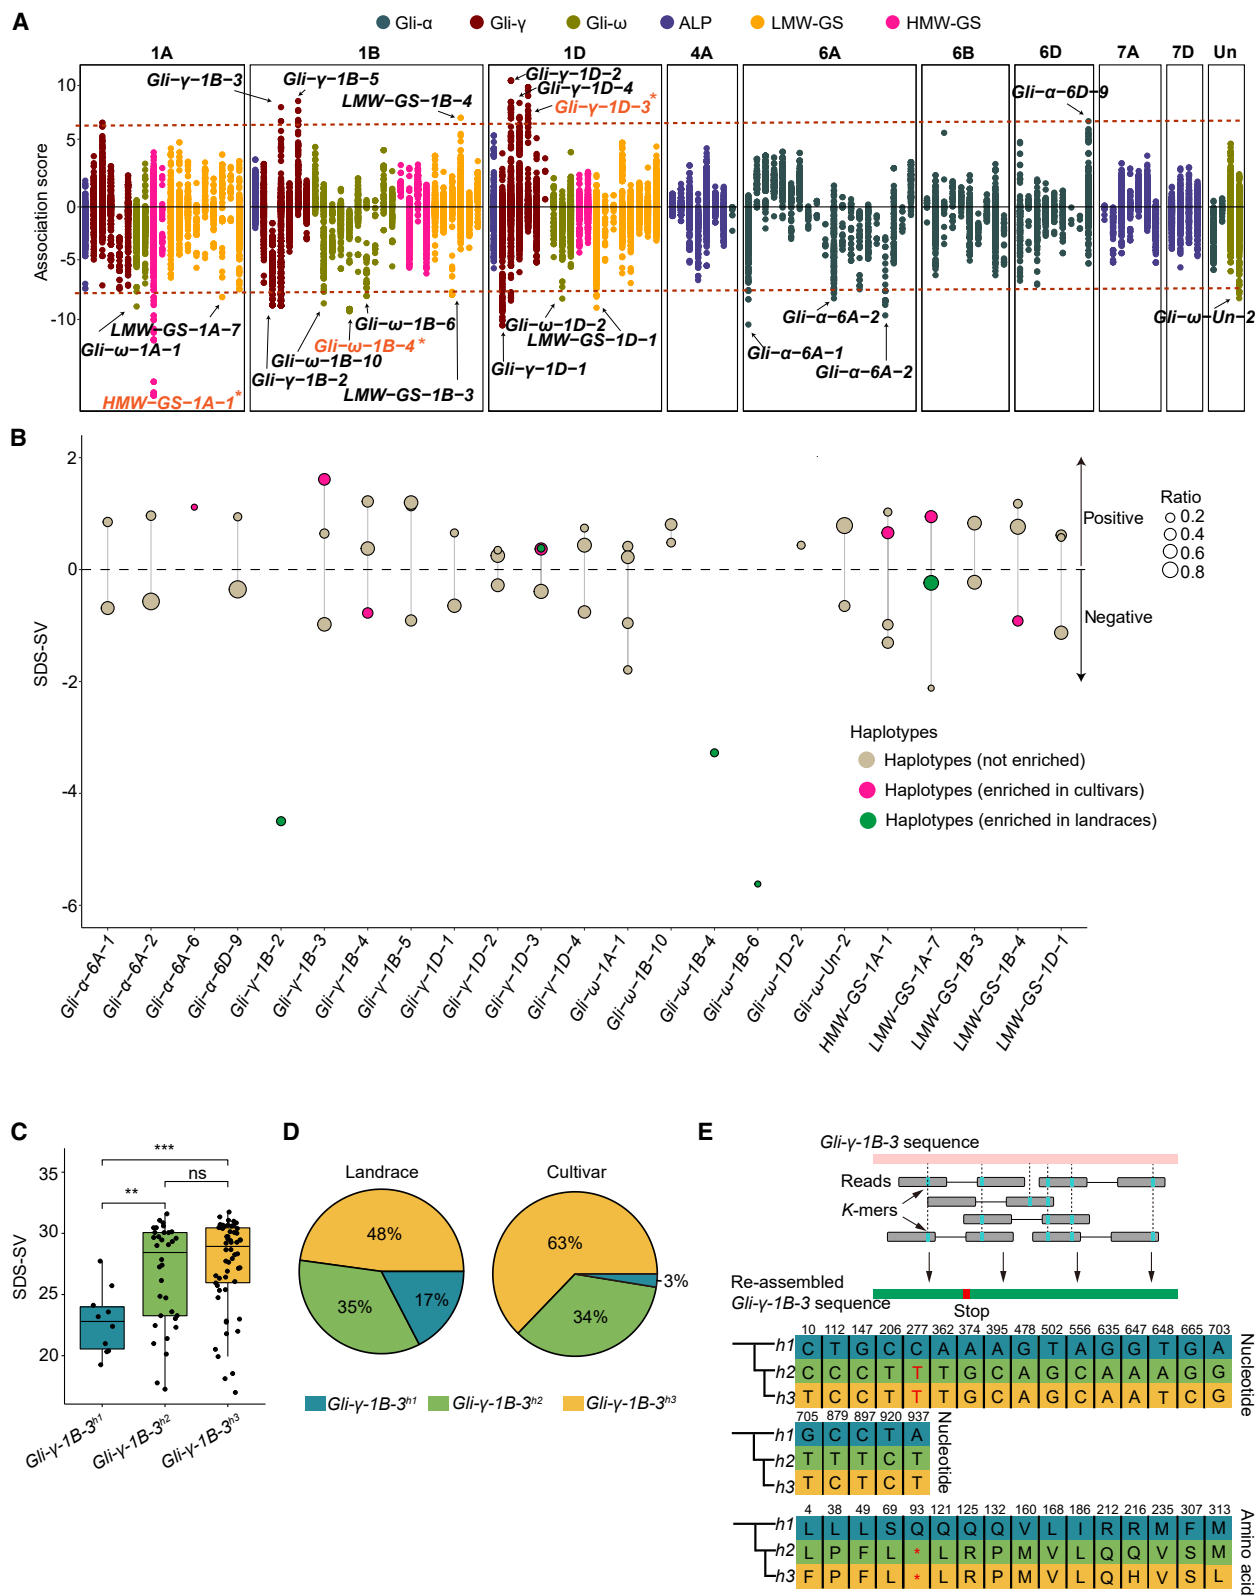 A
Gli-α Gli-γ Gli-ω ALP LMW-GS HMW-GS
1A 1B 1D 4A 6A 6B 6D 7A 7D Un
Association score
10
5
0
-5
-10
Gli-γ-1B-3
Gli-γ-1B-5
LMW-GS-1B-4
Gli-γ-1D-2
Gli-γ-1D-4
Gli-γ-1D-3*
Gli-α-6D-9
LMW-GS-1A-7
Gli-ω-1A-1
HMW-GS-1A-1*
Gli-ω-1B-6
Gli-ω-1B-4*
Gli-ω-1B-10
Gli-γ-1B-2
LMW-GS-1B-3
Gli-ω-1D-2
LMW-GS-1D-1
Gli-γ-1D-1
Gli-α-6A-2
Gli-α-6A-1
Gli-α-6A-2
Gli-ω-Un-2
B
SDS-SV
2
0
-2
-4
-6
Positive
Negative
Ratio
0.2
0.4
0.6
0.8
Haplotypes
Haplotypes (not enriched)
Haplotypes (enriched in cultivars)
Haplotypes (enriched in landraces)
Gli-α-6A-1
Gli-α-6A-2
Gli-α-6A-6
Gli-α-6D-9
Gli-γ-1B-2
Gli-γ-1B-3
Gli-γ-1B-4
Gli-γ-1B-5
Gli-γ-1D-1
Gli-γ-1D-2
Gli-γ-1D-3
Gli-γ-1D-4
Gli-ω-1A-1
Gli-ω-1B-10
Gli-ω-1B-4
Gli-ω-1B-6
Gli-ω-1D-2
Gli-ω-Un-2
HMW-GS-1A-1
LMW-GS-1A-7
LMW-GS-1B-3
LMW-GS-1B-4
LMW-GS-1D-1
C
SDS-SV
35
30
25
20
***
ns
**
Gli-γ-1B-3h1
Gli-γ-1B-3h2
Gli-γ-1B-3h3
D
Landrace Cultivar
48%
35%
17%
63%
3%
34%
Gli-γ-1B-3h1 Gli-γ-1B-3h2 Gli-γ-1B-3h3
E
Gli-γ-1B-3 sequence
Reads
K-mers
Re-assembled
Gli-γ-1B-3 sequence
Stop
10 112 147 206 277 362 374 395 478 502 556 635 647 648 665 703
h1 C T G C C A A A G T A G G T G A
h2 C C C T T T G C A G C A A A G G
h3 T C C T T T G C A G C A A T C G
Nucleotide
705 879 897 920 937
h1 G C C T A
h2 T T T C T
h3 T C T C T
Nucleotide
4 38 49 69 93 121 125 132 160 168 186 212 216 235 307 313
h1 L L L S Q Q Q Q V L I R R M F M
h2 L P F L * L R P M V L Q Q V S M
h3 F P F L * L R P M V L Q H V S L
Amino acid